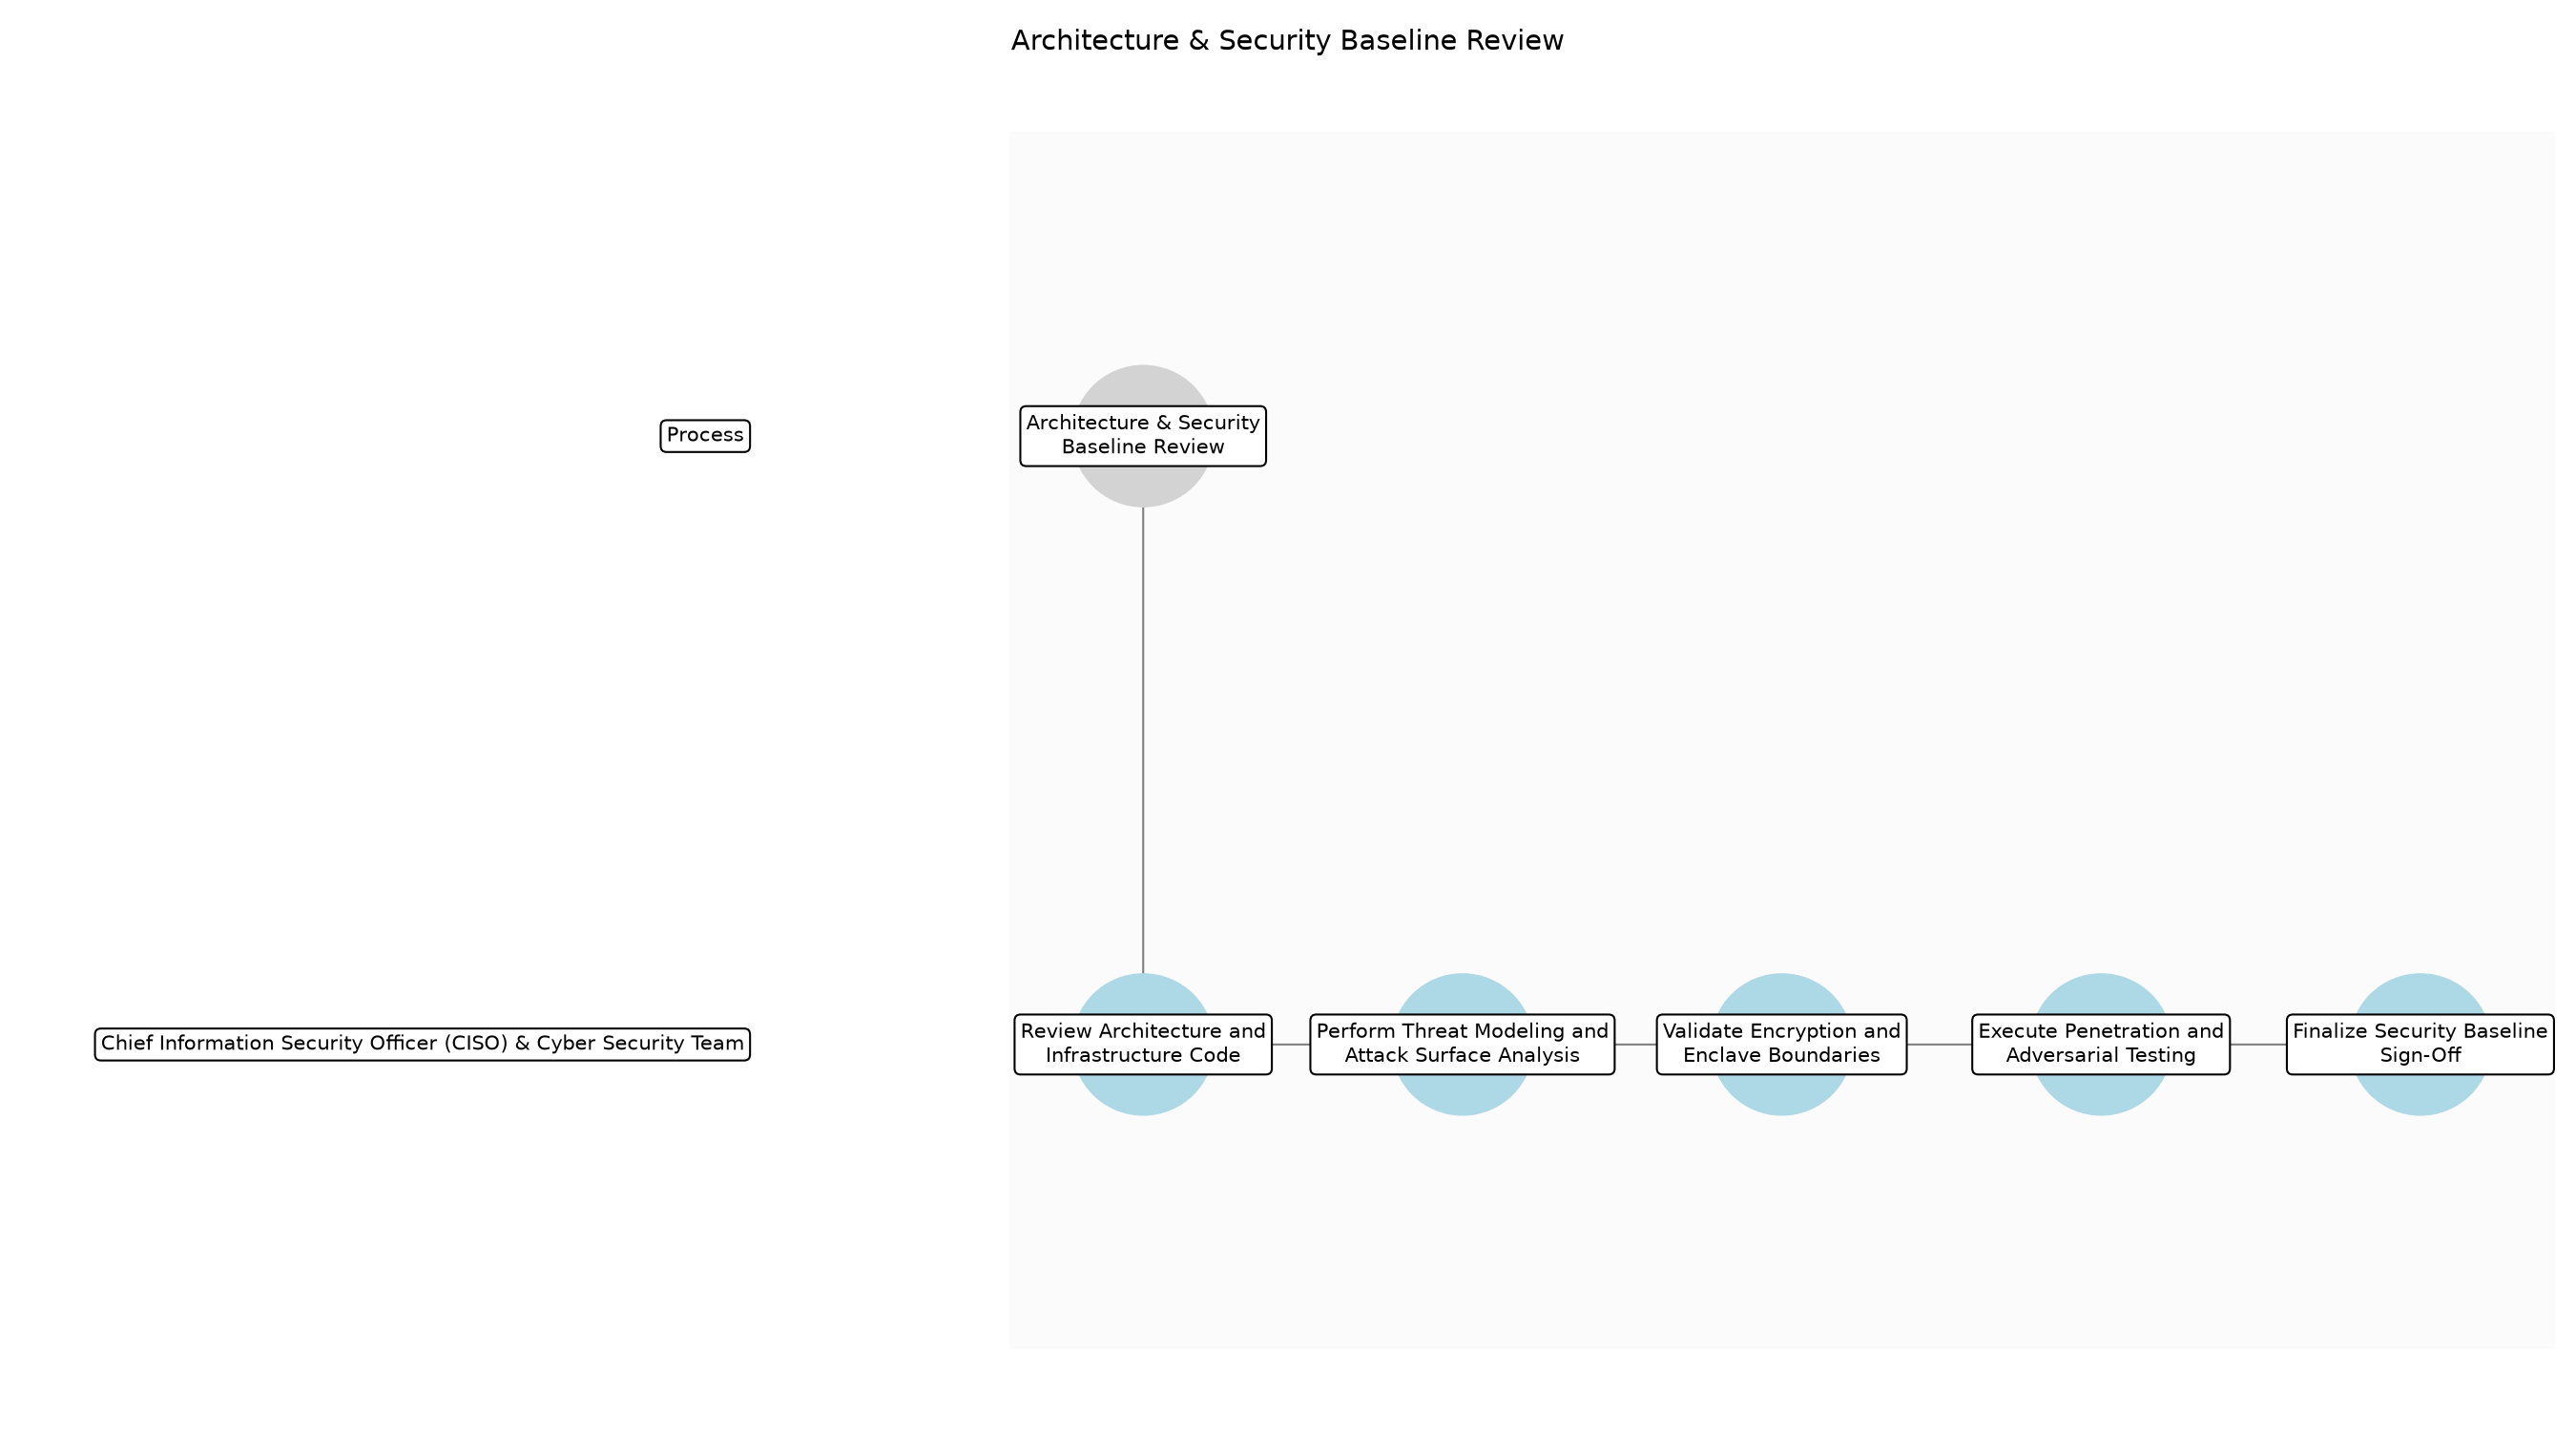 Architecture & Security Baseline Review
Process
Architecture & Security
Baseline Review
Chief Information Security Officer (CISO) & Cyber Security Team
Review Architecture and
Infrastructure Code
Perform Threat Modeling and
Attack Surface Analysis
Validate Encryption and
Enclave Boundaries
Execute Penetration and
Adversarial Testing
Finalize Security Baseline
Sign-Off